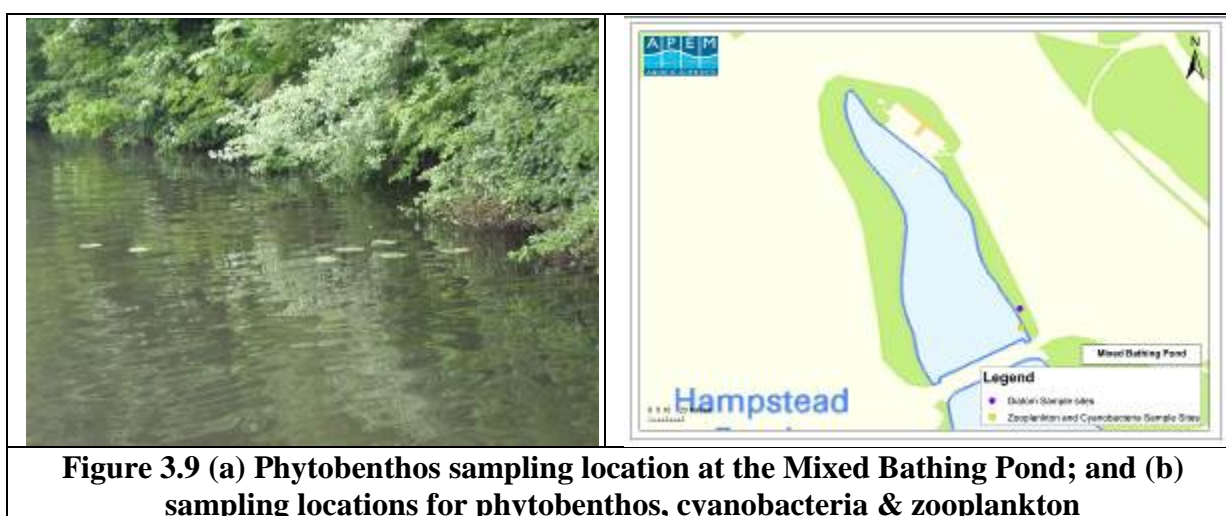 APEM
N
Mixed Bathing Pond
Legend
Diatom Sample sites
Zooplankton and Cyanobacteria Sample Sites
Hampstead
Figure 3.9 (a) Phytobenthos sampling location at the Mixed Bathing Pond; and (b)
sampling locations for phytobenthos, cyanobacteria & zooplankton